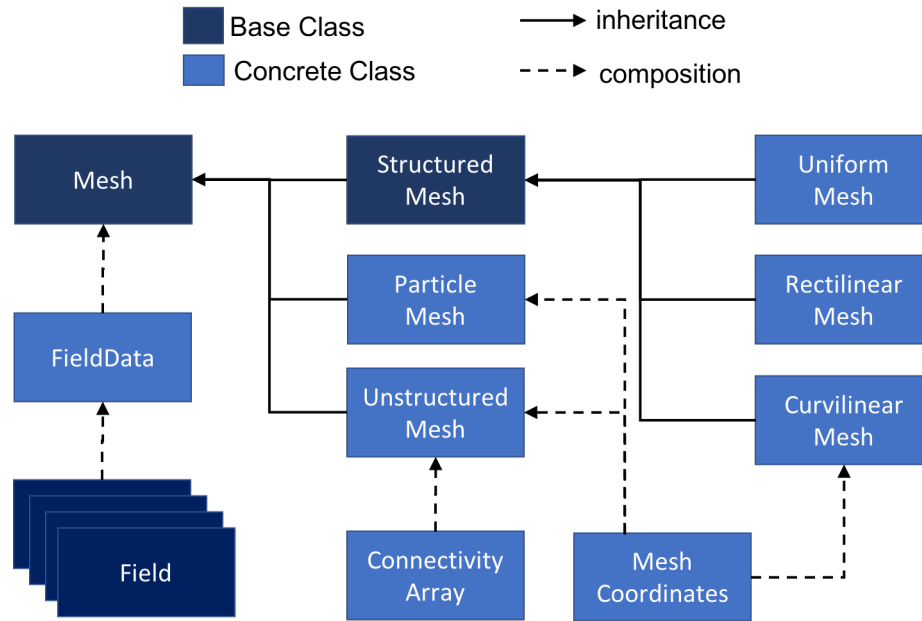 Base Class
inheritance
Concrete Class
composition
Mesh
Structured
Mesh
Uniform
Mesh
Particle
Mesh
Rectilinear
Mesh
FieldData
Unstructured
Mesh
Curvilinear
Mesh
Field
Connectivity
Array
Mesh
Coordinates